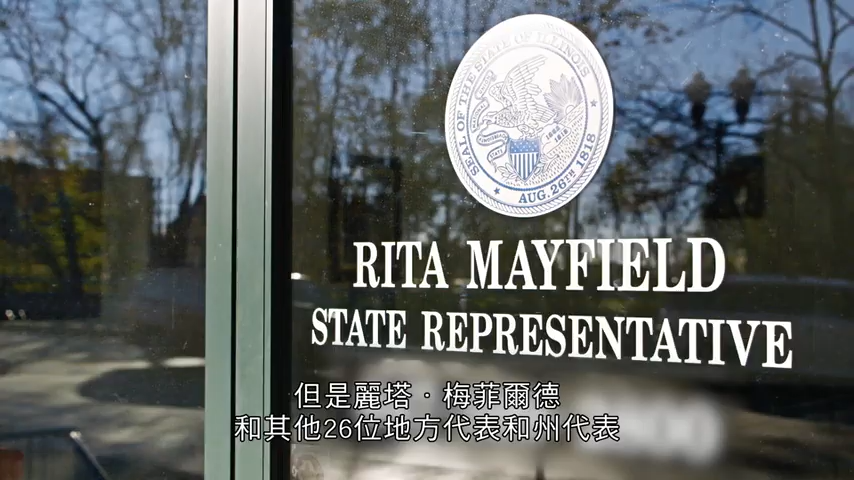 SEAL OF THE STATE OF ILLINOIS
AUG. 26TH 1818
RITA MAYFIELD
STATE REPRESENTATIVE
但是麗塔．梅菲爾德
和其他26位地方代表和州代表